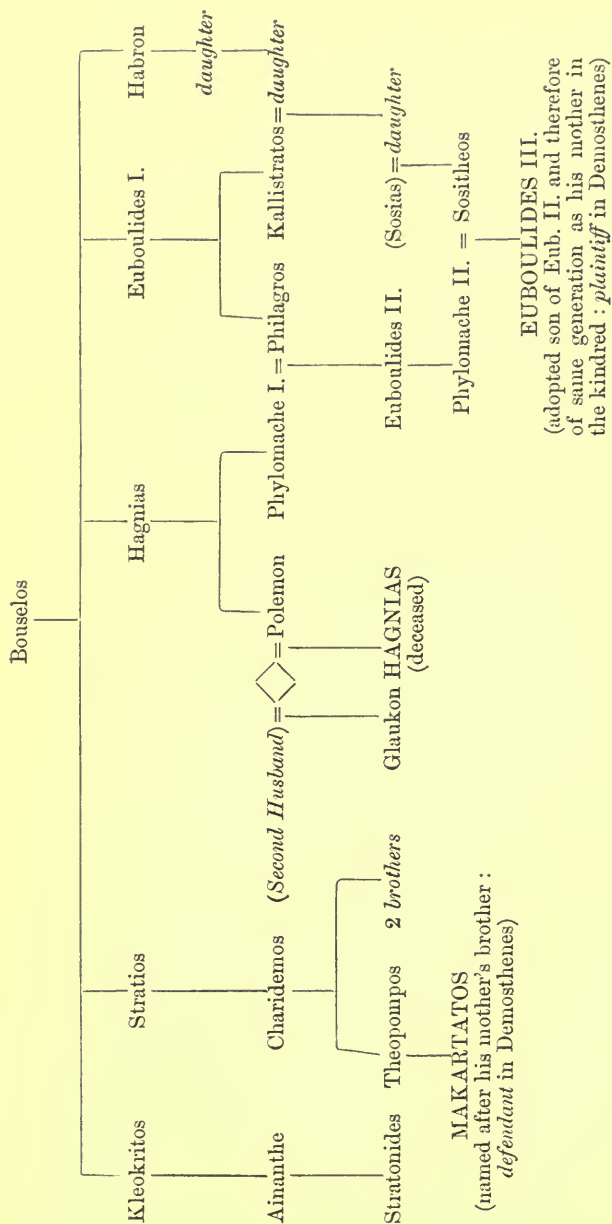 Bouselos
Kleokritos Stratios Hagnias Euboulides I. Habron
daughter
Ainanthe Charidemos (Second Husband) = = Polemon Phylomache I. = Philagros Kallistratos = daughter
Stratonides Theopompos 2 brothers Glaukon HAGNIAS Euboulides II. (Sosias) = daughter
(deceased)
MAKARTATOS Phylomache II. = Sositheos
(named after his mother's brother :
defendant in Demosthenes)
EUBOULIDES III.
(adopted son of Eub. II. and therefore
of same generation as his mother in
the kindred : plaintiff in Demosthenes)